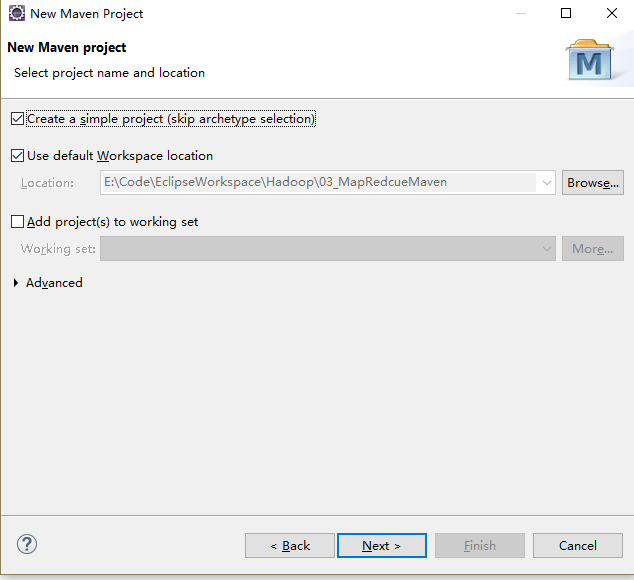 New Maven Project
New Maven project
Select project name and location
M
Create a simple project (skip archetype selection)
Use default Workspace location
Location: E:\Code\EclipseWorkspace\Hadoop\03_MapRedcueMaven Browse...
Add project(s) to working set
Working set: More...
Advanced
? < Back Next > Finish Cancel